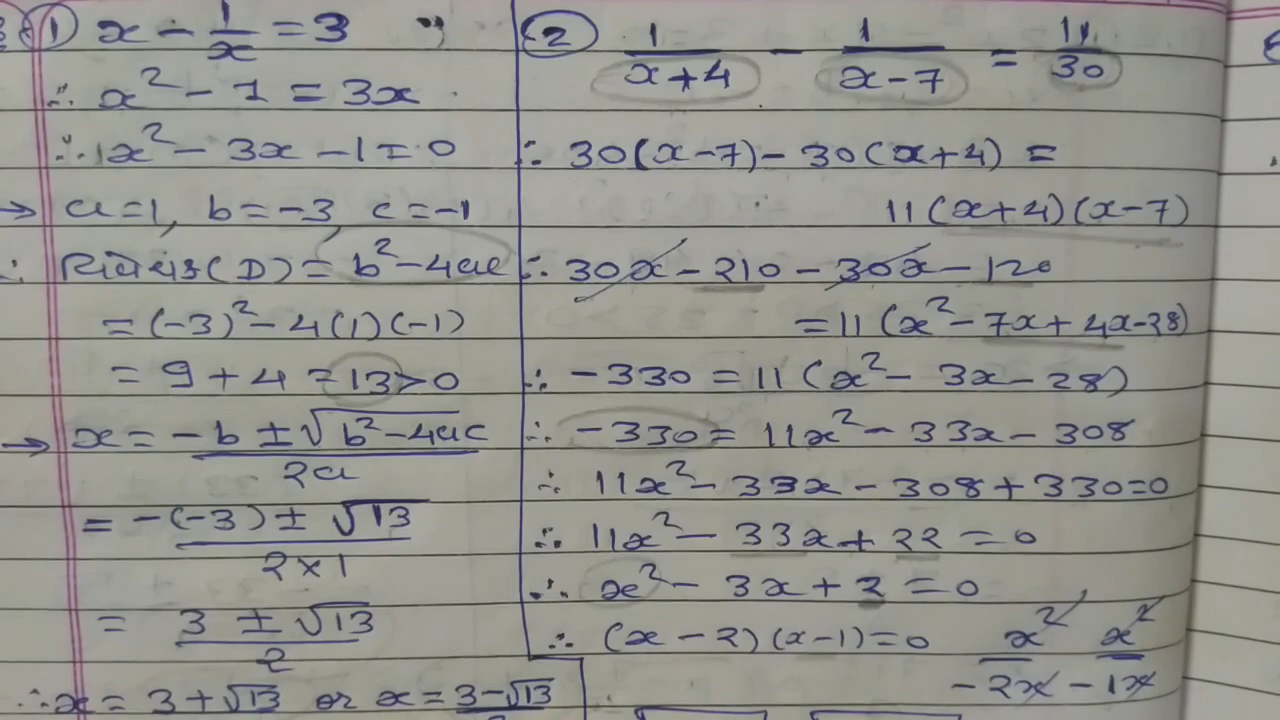 ① x - 1/x = 3
∴ x² - 1 = 3x
∴ 1x² - 3x - 1 = 0
→ a = 1, b = -3, c = -1
= b² - 4ac
= (-3)² - 4(1)(-1)
= 9 + 4 = 13 > 0
→ x = -b ± √b² - 4ac / 2a
= -(-3) ± √13 / 2 × 1
= 3 ± √13 / 2
∴ x = 3 + √13 or x = 3 - √13
② 1/x+4 - 1/x-7 = 11/30
∴ 30(x-7) - 30(x+4) =
11(x+4)(x-7)
∴ 30x - 210 - 30x - 120
= 11(x² - 7x + 4x - 28)
∴ -330 = 11(x² - 3x - 28)
∴ -330 = 11x² - 33x - 308
∴ 11x² - 33x - 308 + 330 = 0
∴ 11x² - 33x + 22 = 0
∴ x² - 3x + 2 = 0
∴ (x - 2)(x - 1) = 0 x² x²
-2x -1x